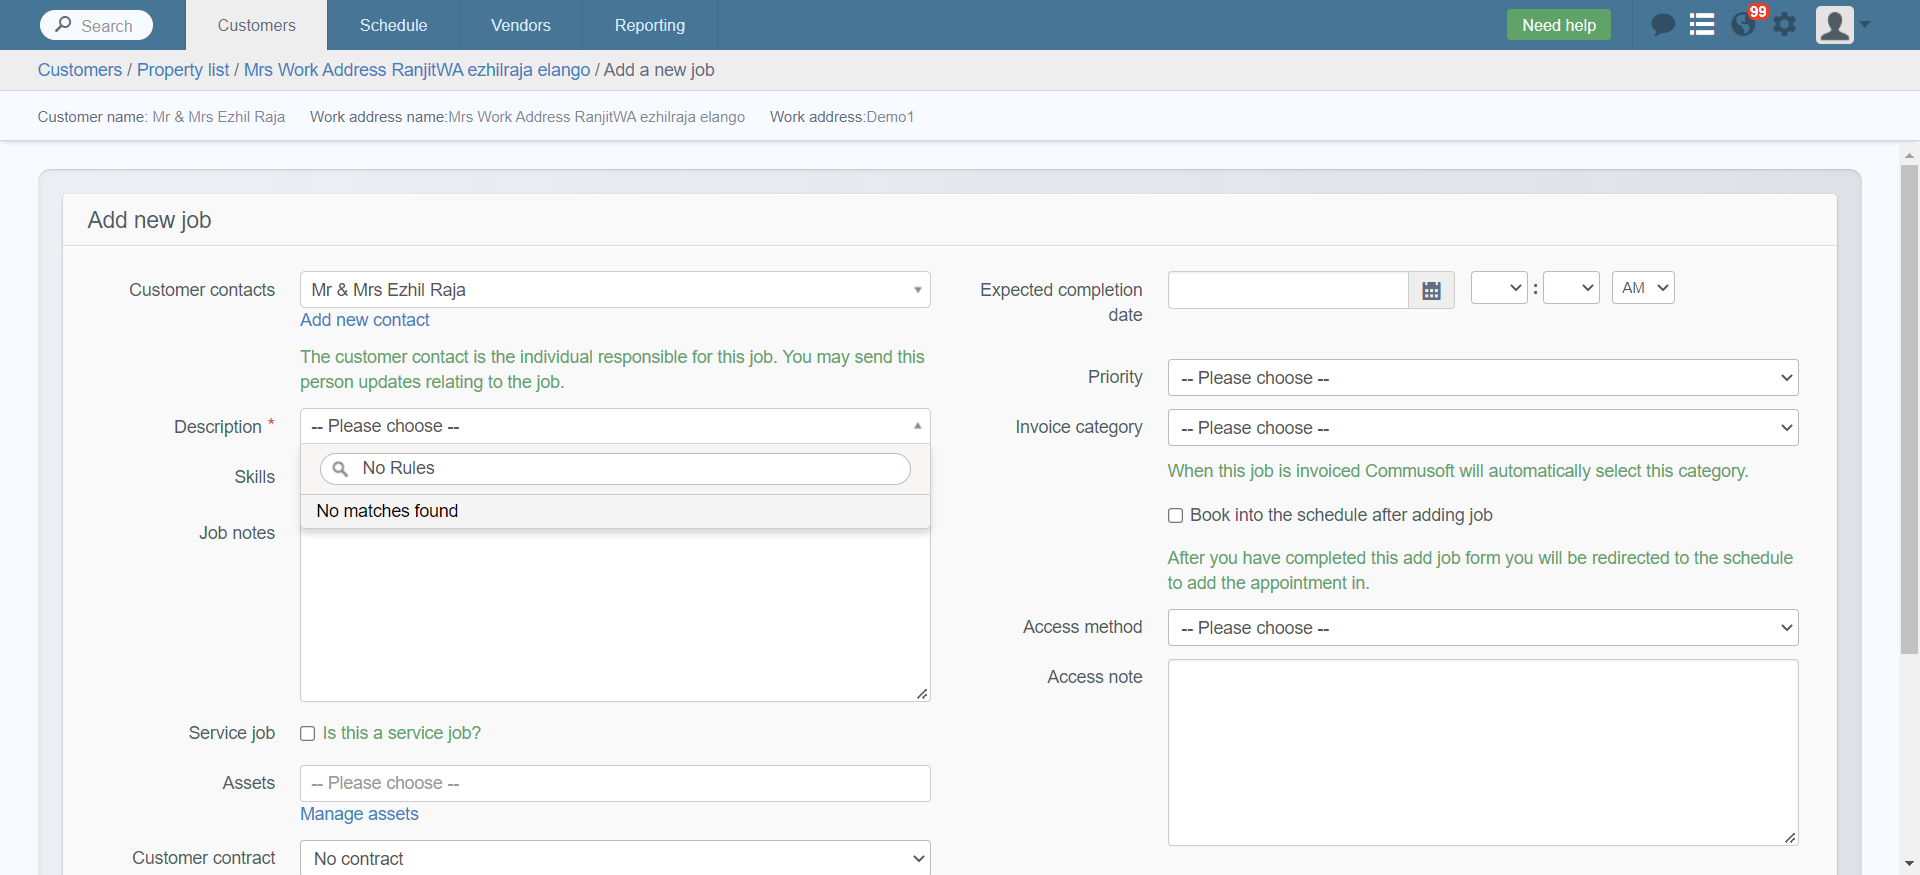 Search
Customers
Schedule
Vendors
Reporting
Need help
99
Customers / Property list / Mrs Work Address RanjitWA ezhilraja elango / Add a new job
Customer name: Mr & Mrs Ezhil Raja Work address name:Mrs Work Address RanjitWA ezhilraja elango Work address:Demo1
Add new job
Customer contacts
Mr & Mrs Ezhil Raja
Add new contact
The customer contact is the individual responsible for this job. You may send this
person updates relating to the job.
Description *
-- Please choose --
No Rules
No matches found
Skills
Job notes
Service job
Is this a service job?
Assets
-- Please choose --
Manage assets
Customer contract
No contract
Expected completion
date
:
AM
Priority
-- Please choose --
Invoice category
-- Please choose --
When this job is invoiced Commusoft will automatically select this category.
Book into the schedule after adding job
After you have completed this add job form you will be redirected to the schedule
to add the appointment in.
Access method
-- Please choose --
Access note